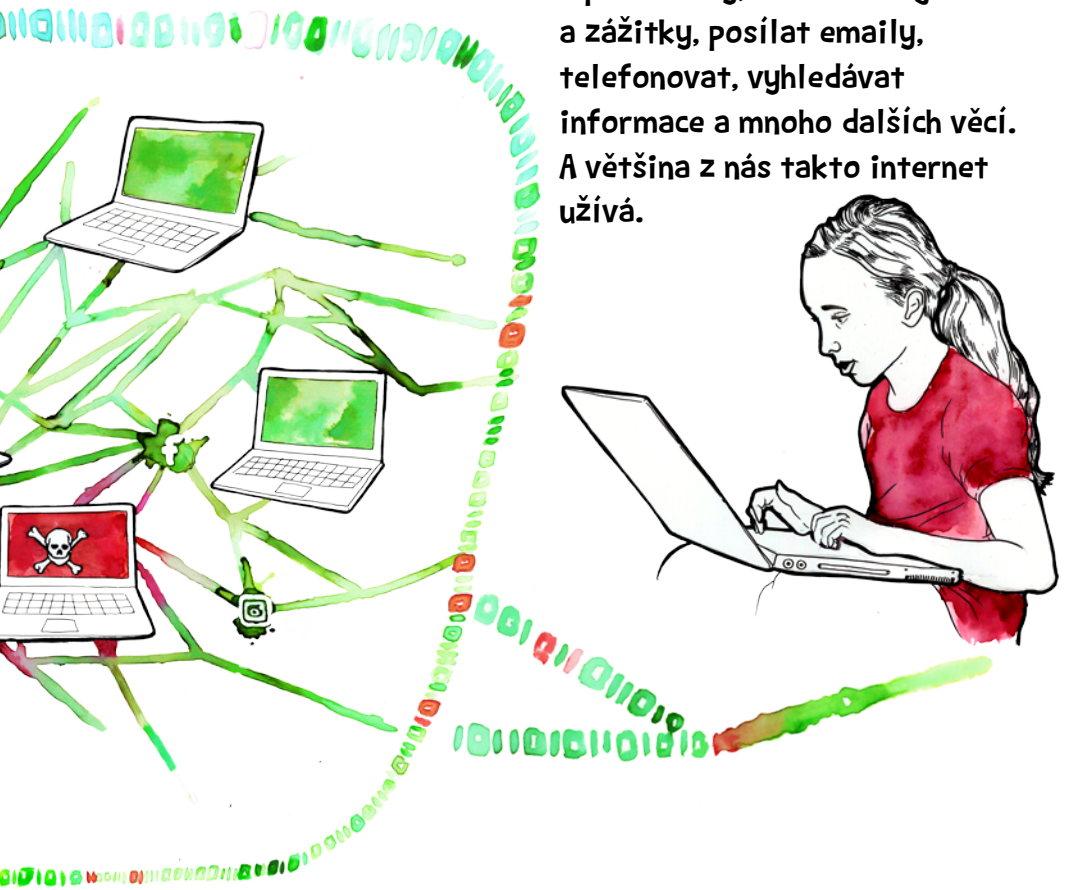 a zážitky, posílat emaily,
telefonovat, vyhledávat
informace a mnoho dalších věcí.
A většina z nás takto internet
užívá.